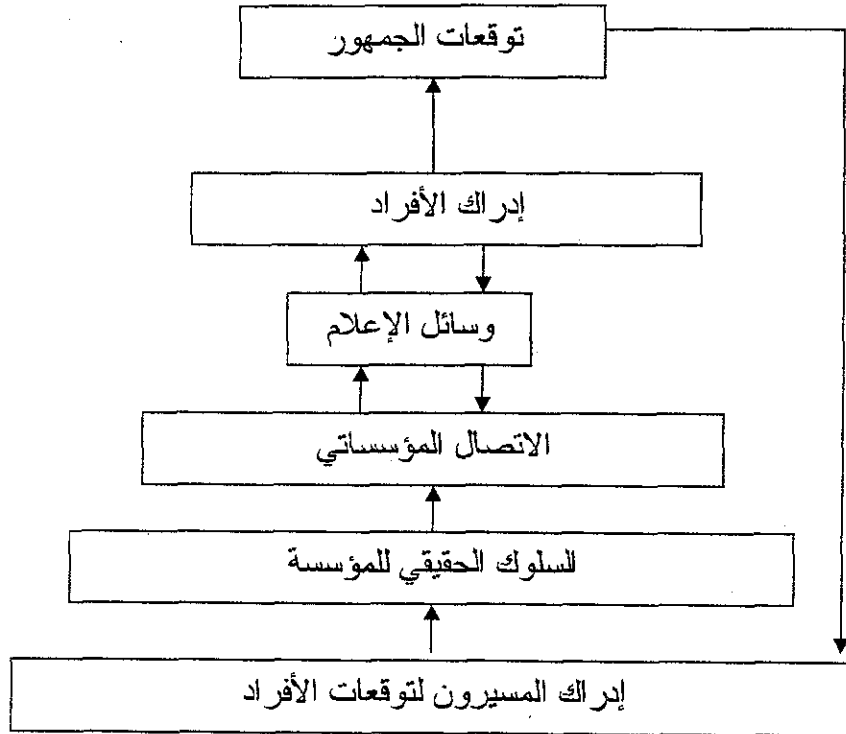 توقعات الجمهور
إدراك الأفراد
وسائل الإعلام
الاتصال المؤسساتي
السلوك الحقيقي للمؤسسة
إدراك المسيرون لتوقعات الأفراد